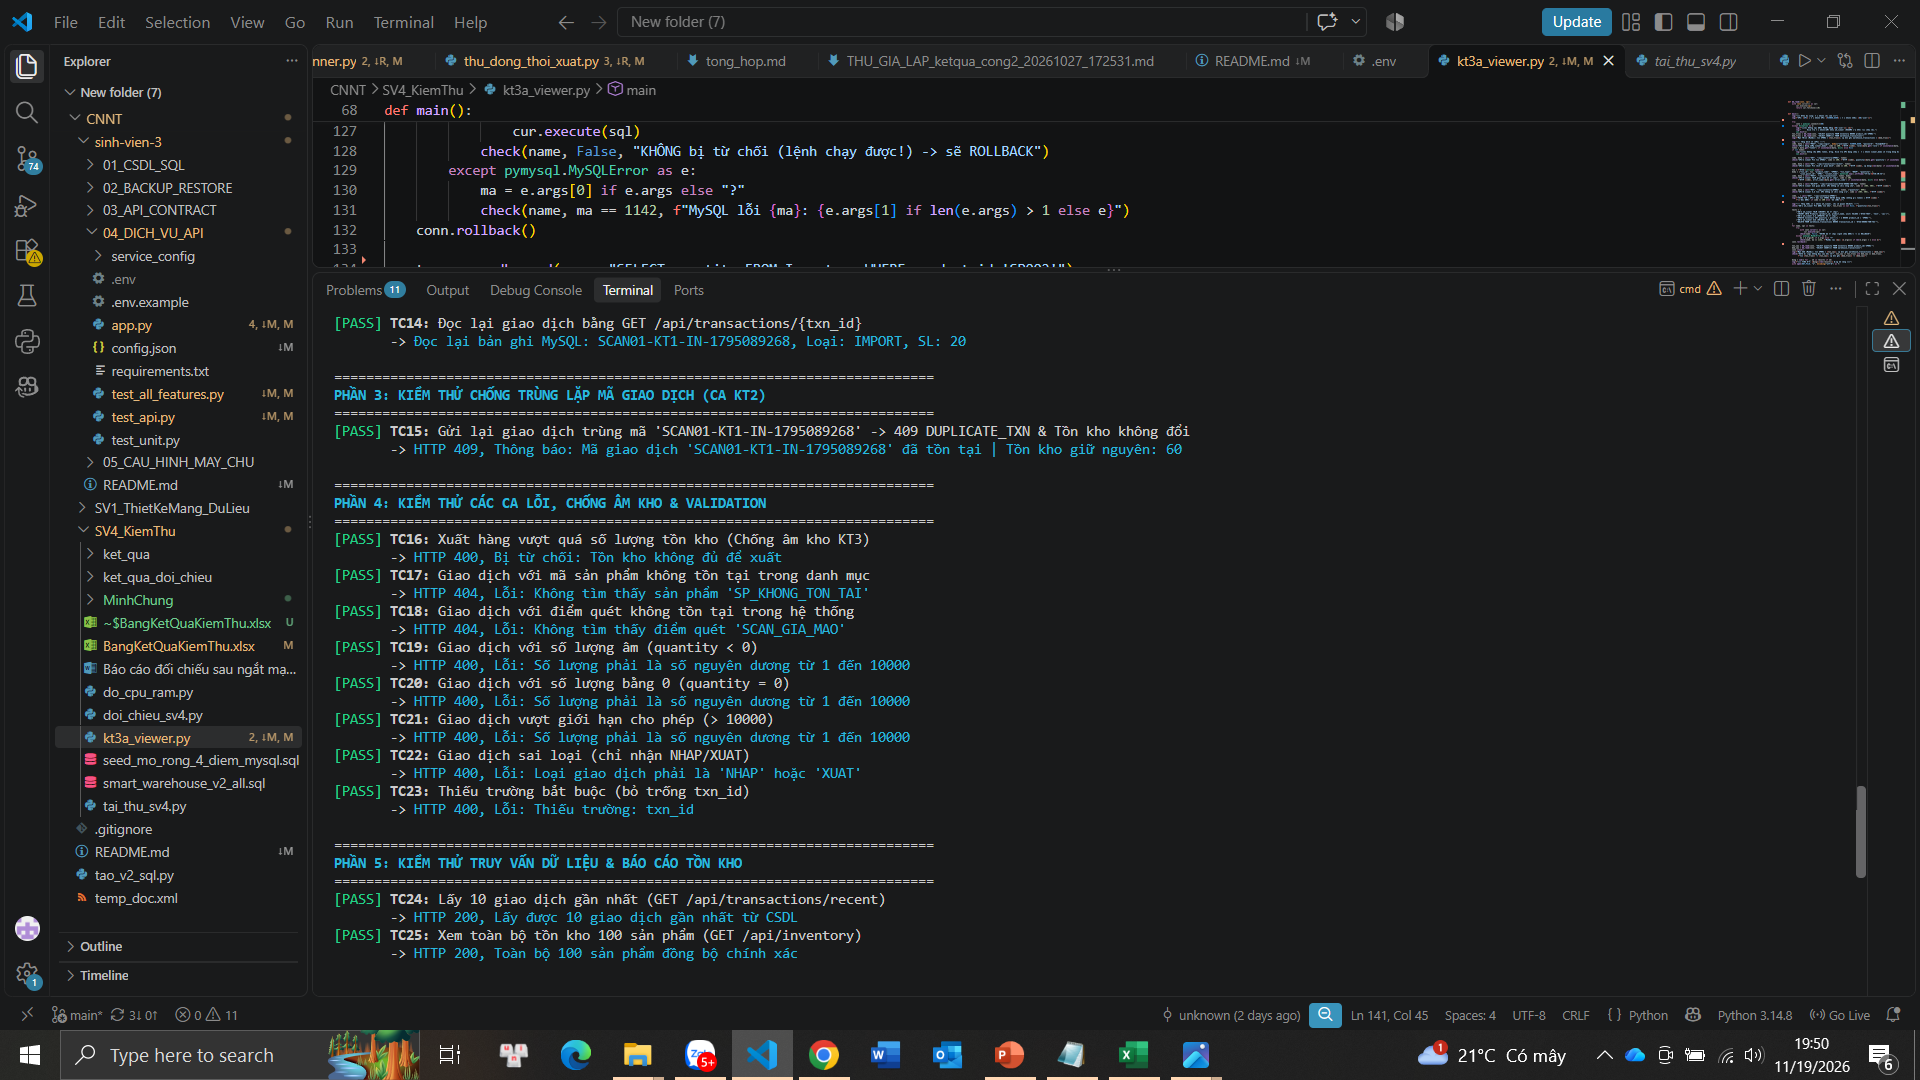 File Edit Selection View Go Run Terminal Help
New folder (7)
Update
Explorer
New folder (7)
CNNT
sinh-vien-3
01_CSDL_SQL
02_BACKUP_RESTORE
03_API_CONTRACT
04_DICH_VU_API
service_config
.env
.env.example
app.py 4, ↓M, M
config.json ↓M
requirements.txt
test_all_features.py ↓M, M
test_api.py ↓M, M
test_unit.py
05_CAU_HINH_MAY_CHU
README.md ↓M
SV1_ThietKeMang_DuLieu
SV4_KiemThu
ket_qua
ket_qua_doi_chieu
MinhChung
~$BangKetQuaKiemThu.xlsx U
BangKetQuaKiemThu.xlsx M
Báo cáo đối chiếu sau ngắt mạ...
do_cpu_ram.py
doi_chieu_sv4.py
kt3a_viewer.py 2, ↓M, M
seed_mo_rong_4_diem_mysql.sql
smart_warehouse_v2_all.sql
tai_thu_sv4.py
.gitignore
README.md ↓M
tao_v2_sql.py
temp_doc.xml
Outline
Timeline
74
1
nner.py 2, ↓R, M thu_dong_thoi_xuat.py 3, ↓R, M tong_hop.md THU_GIA_LAP_ketqua_cong2_20261027_172531.md README.md ↓M .env kt3a_viewer.py 2, ↓M, M tai_thu_sv4.py
CNNT > SV4_KiemThu > kt3a_viewer.py > main
68 def main():
127 cur.execute(sql)
128 check(name, False, "KHÔNG bị từ chối (lệnh chạy được!) -> sẽ ROLLBACK")
129 except pymysql.MySQLError as e:
130 ma = e.args[0] if e.args else "?"
131 check(name, ma == 1142, f"MySQL lỗi {ma}: {e.args[1] if len(e.args) > 1 else e}")
132 conn.rollback()
133
Problems 11 Output Debug Console Terminal Ports
cmd
[PASS] TC14: Đọc lại giao dịch bằng GET /api/transactions/{txn_id}
-> Đọc lại bản ghi MySQL: SCAN01-KT1-IN-1795089268, Loại: IMPORT, SL: 20
===========================================================================
PHẦN 3: KIỂM THỬ CHỐNG TRÙNG LẶP MÃ GIAO DỊCH (CA KT2)
===========================================================================
[PASS] TC15: Gửi lại giao dịch trùng mã 'SCAN01-KT1-IN-1795089268' -> 409 DUPLICATE_TXN & Tồn kho không đổi
-> HTTP 409, Thông báo: Mã giao dịch 'SCAN01-KT1-IN-1795089268' đã tồn tại | Tồn kho giữ nguyên: 60
===========================================================================
PHẦN 4: KIỂM THỬ CÁC CA LỖI, CHỐNG ÂM KHO & VALIDATION
===========================================================================
[PASS] TC16: Xuất hàng vượt quá số lượng tồn kho (Chống âm kho KT3)
-> HTTP 400, Bị từ chối: Tồn kho không đủ để xuất
[PASS] TC17: Giao dịch với mã sản phẩm không tồn tại trong danh mục
-> HTTP 404, Lỗi: Không tìm thấy sản phẩm 'SP_KHONG_TON_TAI'
[PASS] TC18: Giao dịch với điểm quét không tồn tại trong hệ thống
-> HTTP 404, Lỗi: Không tìm thấy điểm quét 'SCAN_GIA_MAO'
[PASS] TC19: Giao dịch với số lượng âm (quantity < 0)
-> HTTP 400, Lỗi: Số lượng phải là số nguyên dương từ 1 đến 10000
[PASS] TC20: Giao dịch với số lượng bằng 0 (quantity = 0)
-> HTTP 400, Lỗi: Số lượng phải là số nguyên dương từ 1 đến 10000
[PASS] TC21: Giao dịch vượt giới hạn cho phép (> 10000)
-> HTTP 400, Lỗi: Số lượng phải là số nguyên dương từ 1 đến 10000
[PASS] TC22: Giao dịch sai loại (chỉ nhận NHAP/XUAT)
-> HTTP 400, Lỗi: Loại giao dịch phải là 'NHAP' hoặc 'XUAT'
[PASS] TC23: Thiếu trường bắt buộc (bỏ trống txn_id)
-> HTTP 400, Lỗi: Thiếu trường: txn_id
===========================================================================
PHẦN 5: KIỂM THỬ TRUY VẤN DỮ LIỆU & BÁO CÁO TỒN KHO
===========================================================================
[PASS] TC24: Lấy 10 giao dịch gần nhất (GET /api/transactions/recent)
-> HTTP 200, Lấy được 10 giao dịch gần nhất từ CSDL
[PASS] TC25: Xem toàn bộ tồn kho 100 sản phẩm (GET /api/inventory)
-> HTTP 200, Toàn bộ 100 sản phẩm đồng bộ chính xác
main* 3↓ 0↑ 0 11 unknown (2 days ago) Ln 141, Col 45 Spaces: 4 UTF-8 CRLF { } Python Python 3.14.8 Go Live
Type here to search
5+
1
21°C Có mây
19:50
11/19/2026
6